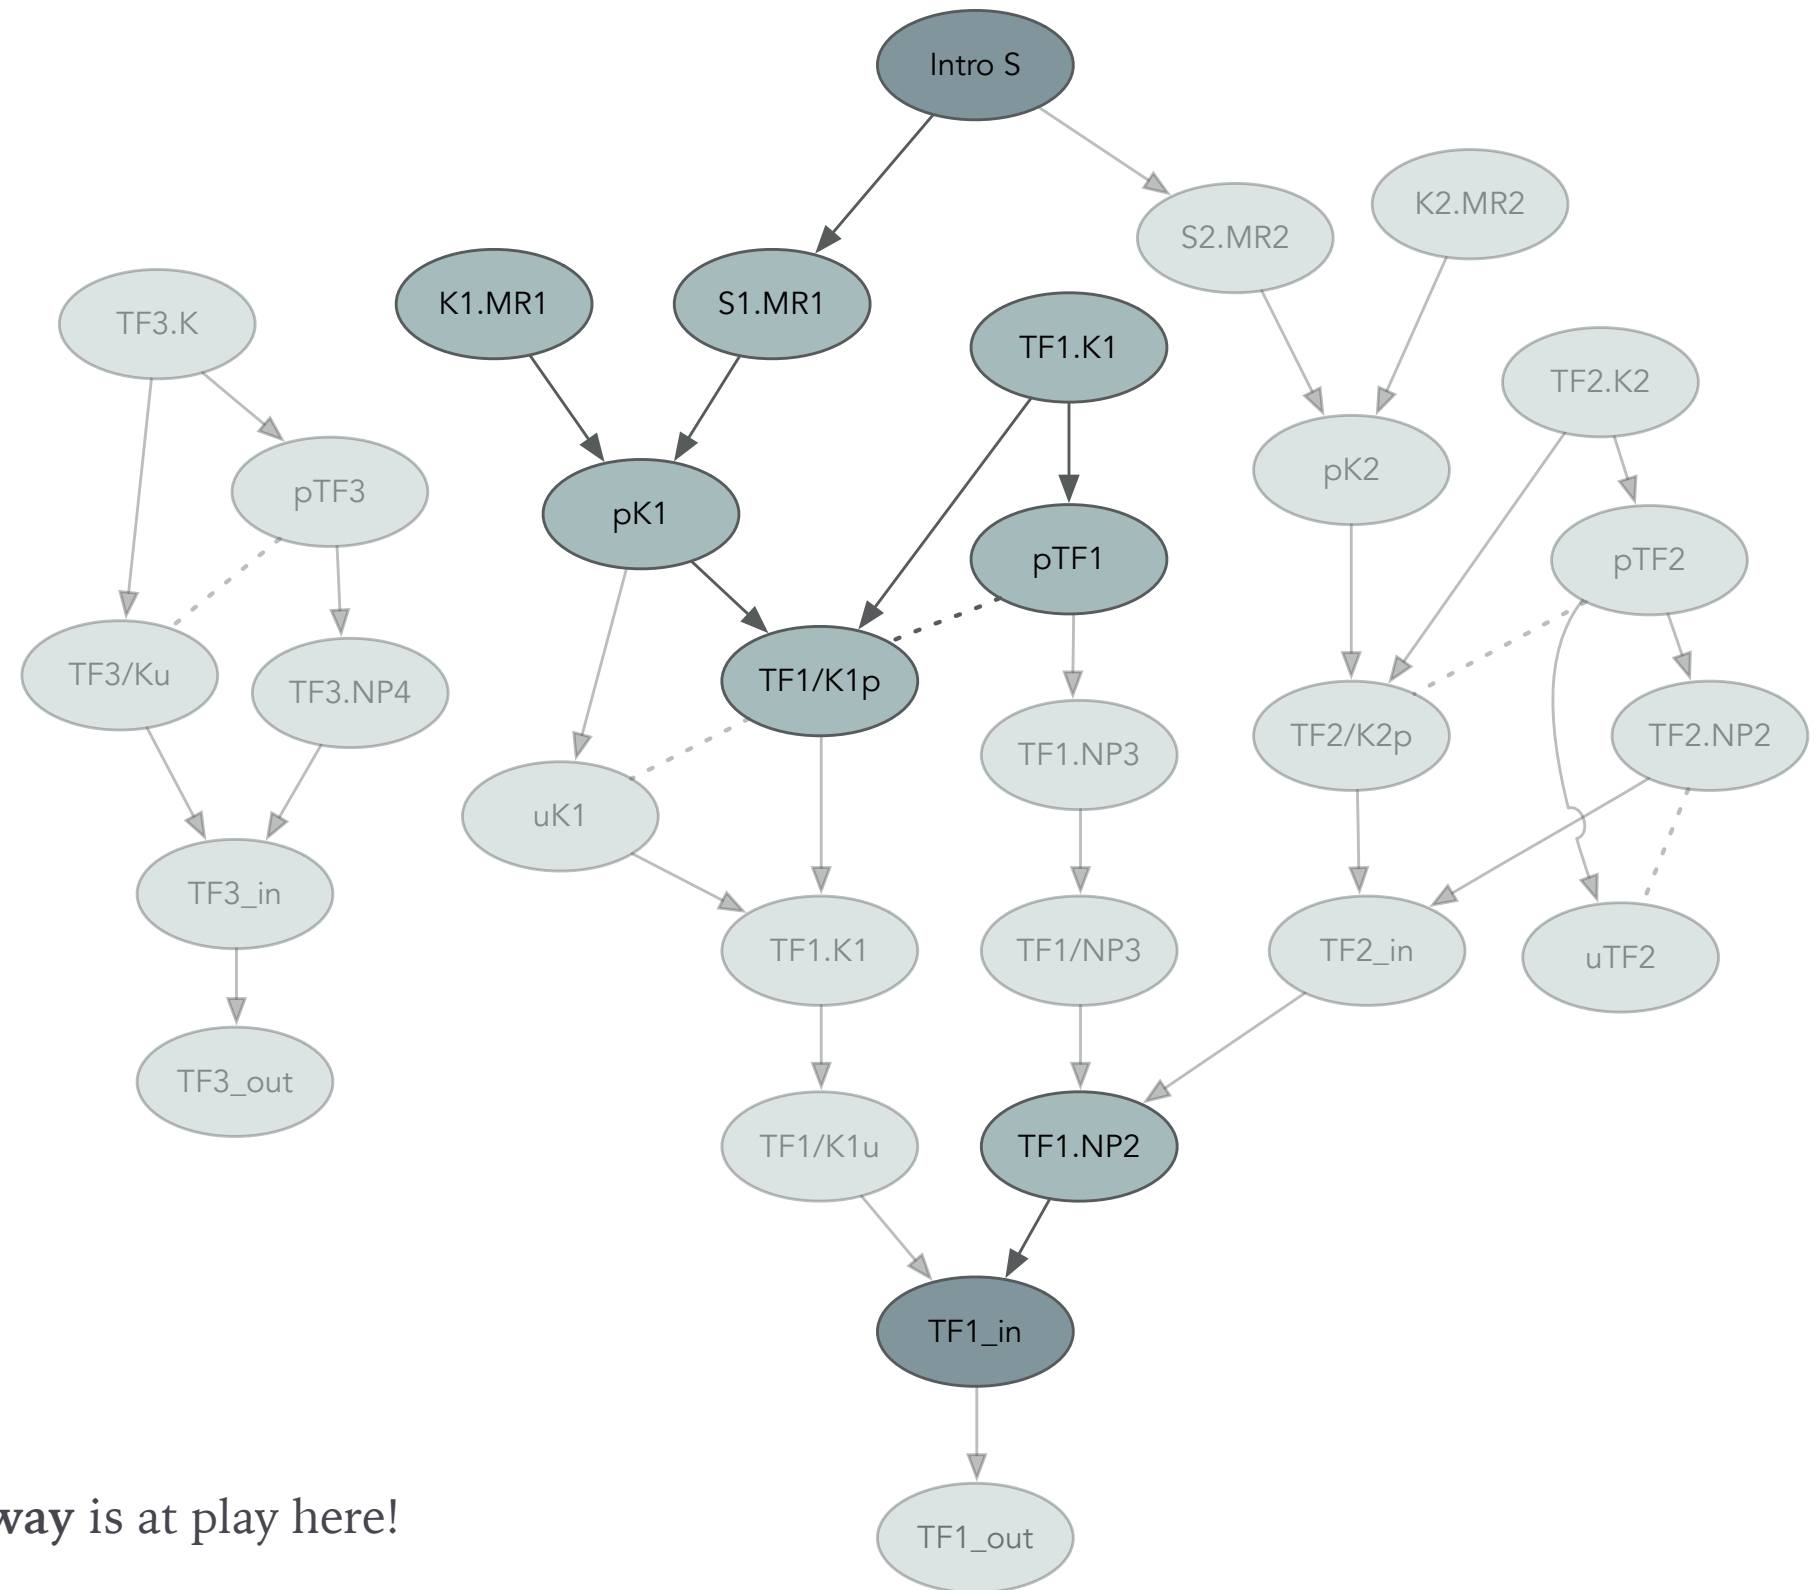 Intro S
K2.MR2
S2.MR2
K1.MR1
S1.MR1
TF3.K
TF1.K1
TF2.K2
pK2
pTF3
pK1
pTF1
pTF2
TF3/Ku
TF1/K1p
TF3.NP4
TF2/K2p
TF2.NP2
TF1.NP3
uK1
TF3_in
TF1.K1
TF1/NP3
TF2_in
uTF2
TF3_out
TF1/K1u
TF1.NP2
TF1_in
way is at play here!
TF1_out